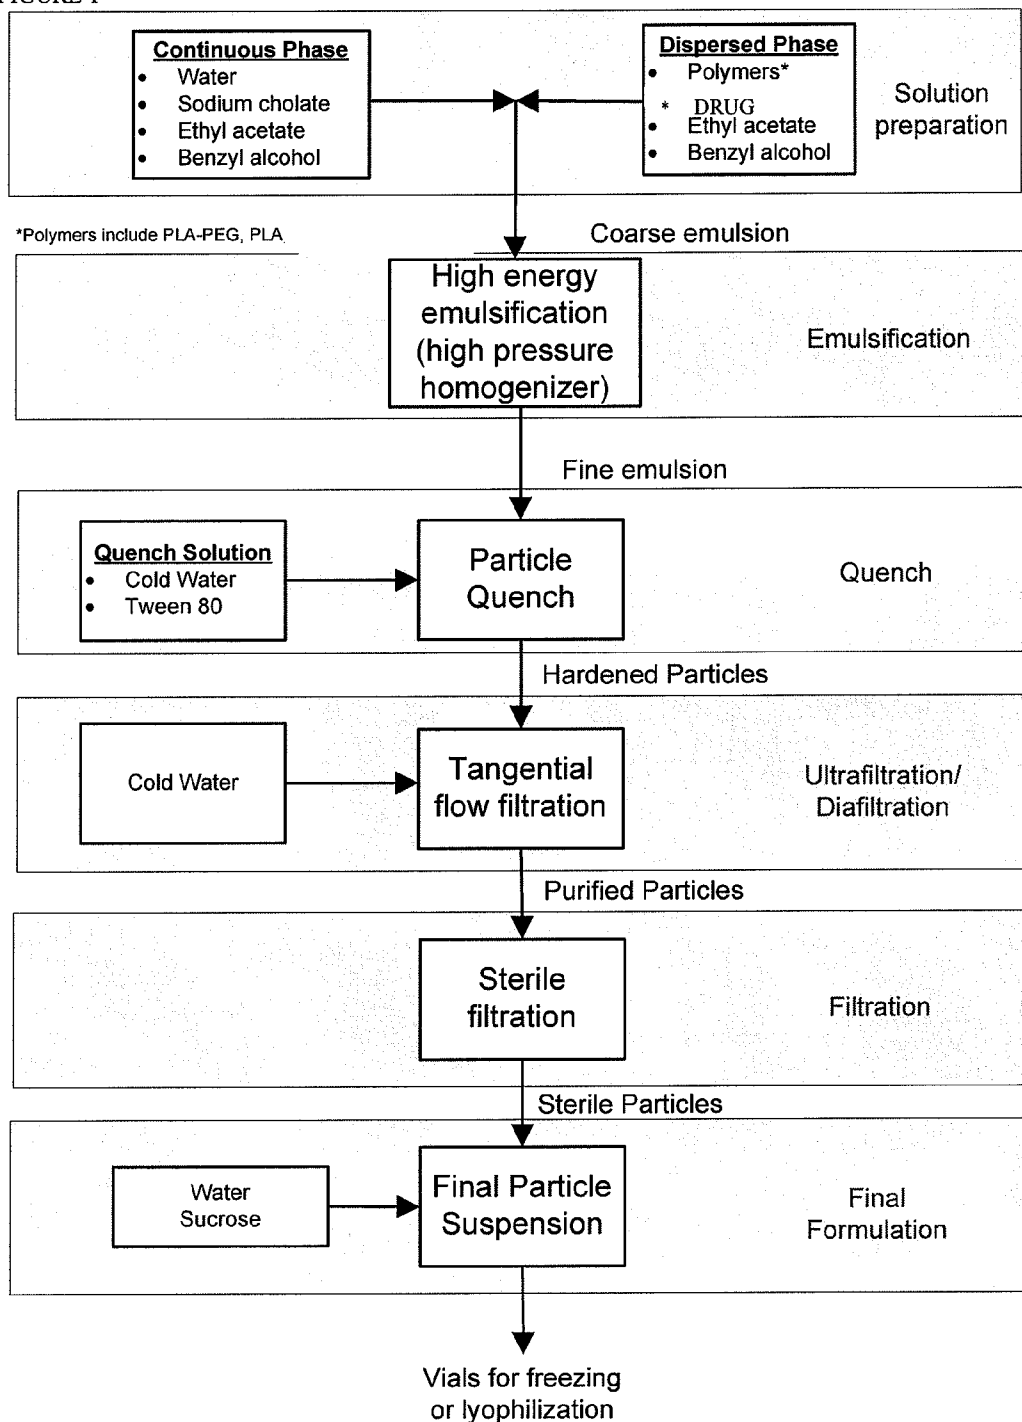 FIGURE 1
Continuous Phase
• Water
• Sodium cholate
• Ethyl acetate
• Benzyl alcohol
Dispersed Phase
• Polymers*
* DRUG
• Ethyl acetate
• Benzyl alcohol
Solution
preparation
*Polymers include PLA-PEG, PLA
Coarse emulsion
High energy
emulsification
(high pressure
homogenizer)
Emulsification
Fine emulsion
Quench Solution
• Cold Water
• Tween 80
Particle
Quench
Quench
Hardened Particles
Cold Water
Tangential
flow filtration
Ultrafiltration/
Diafiltration
Purified Particles
Sterile
filtration
Filtration
Sterile Particles
Water
Sucrose
Final Particle
Suspension
Final
Formulation
Vials for freezing
or lyophilization